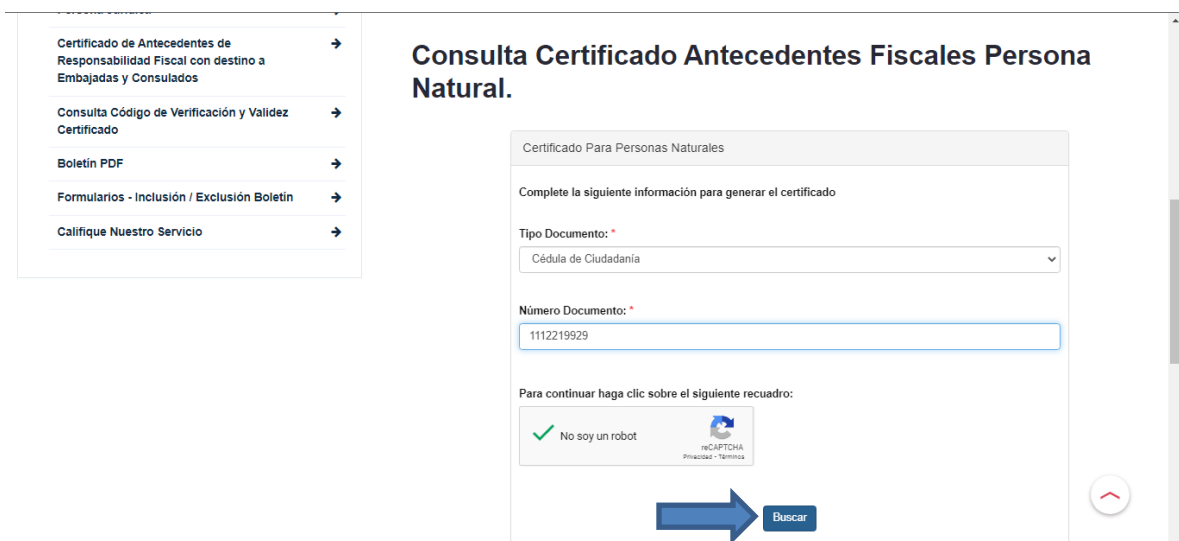 Certificado de Antecedentes de
Responsabilidad Fiscal con destino a
Embajadas y Consulados
Consulta Código de Verificación y Validez
Certificado
Boletín PDF
Formularios - Inclusión / Exclusión Boletín
Califique Nuestro Servicio
Consulta Certificado Antecedentes Fiscales Persona
Natural.
Certificado Para Personas Naturales
Complete la siguiente información para generar el certificado
Tipo Documento: *
Cédula de Ciudadanía
Número Documento: *
1112219929
Para continuar haga clic sobre el siguiente recuadro:
No soy un robot
reCAPTCHA
Privacidad - Términos
Buscar